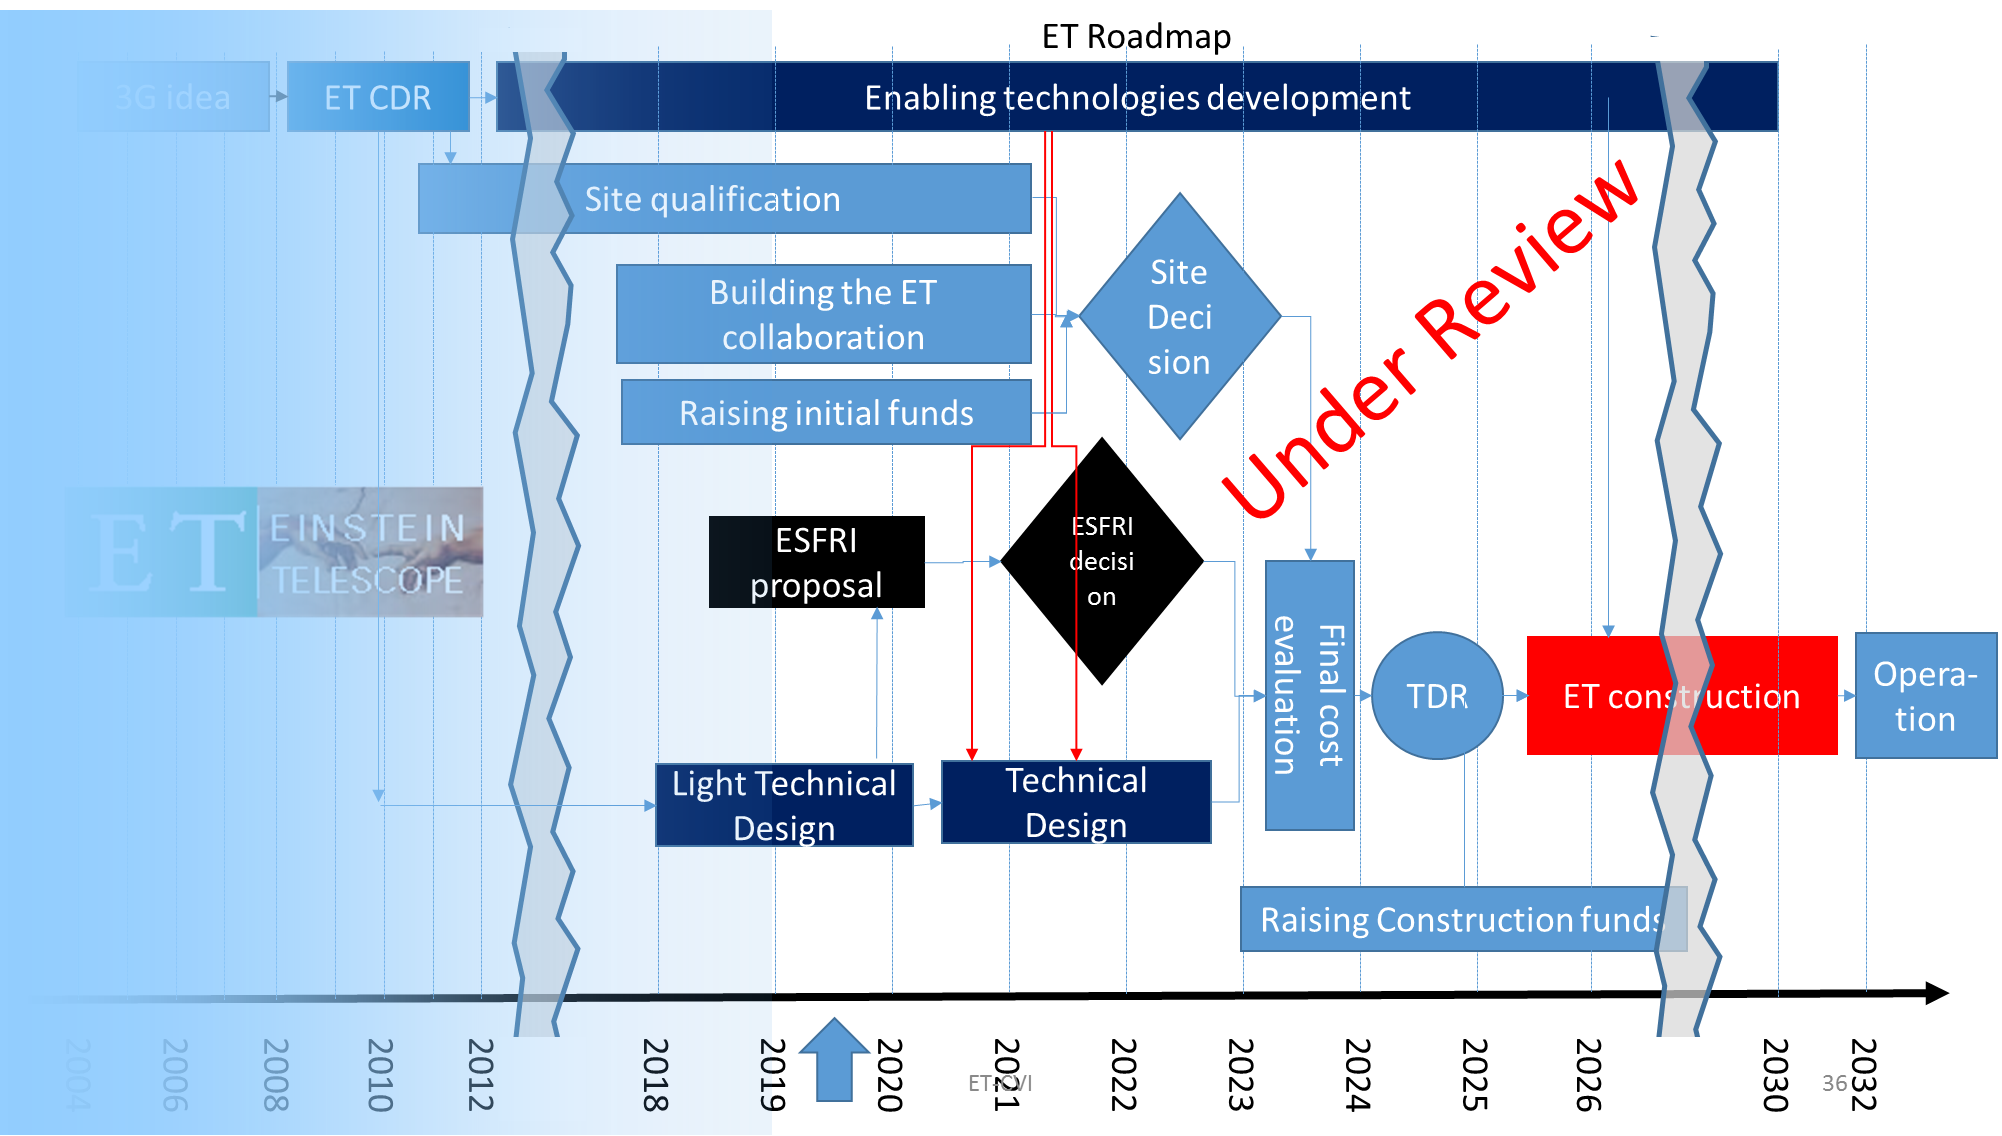 ET Roadmap
3G idea
ET CDR
Enabling technologies development
Site qualification
Building the ET
collaboration
Raising initial funds
Site
Deci
sion
Under Review
ET
EINSTEIN
TELESCOPE
ESFRI
proposal
ESFRI
decisi
on
Final cost
evaluation
TDR
ET construction
Opera-
tion
Light Technical
Design
Technical
Design
Raising Construction funds
2004
2006
2008
2010
2012
2018
2019
2020
2021
2022
2023
2024
2025
2026
2030
2032
ET-CVI
36